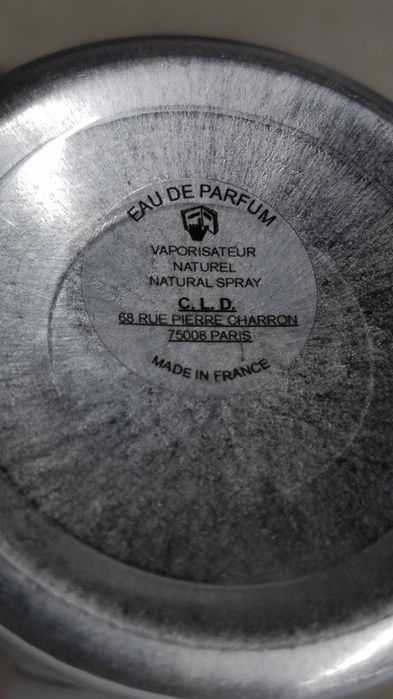 EAU DE PARFUM
VAPORISATEUR
NATUREL
NATURAL SPRAY
C. L. D.
68 RUE PIERRE CHARRON
75008 PARIS
MADE IN FRANCE